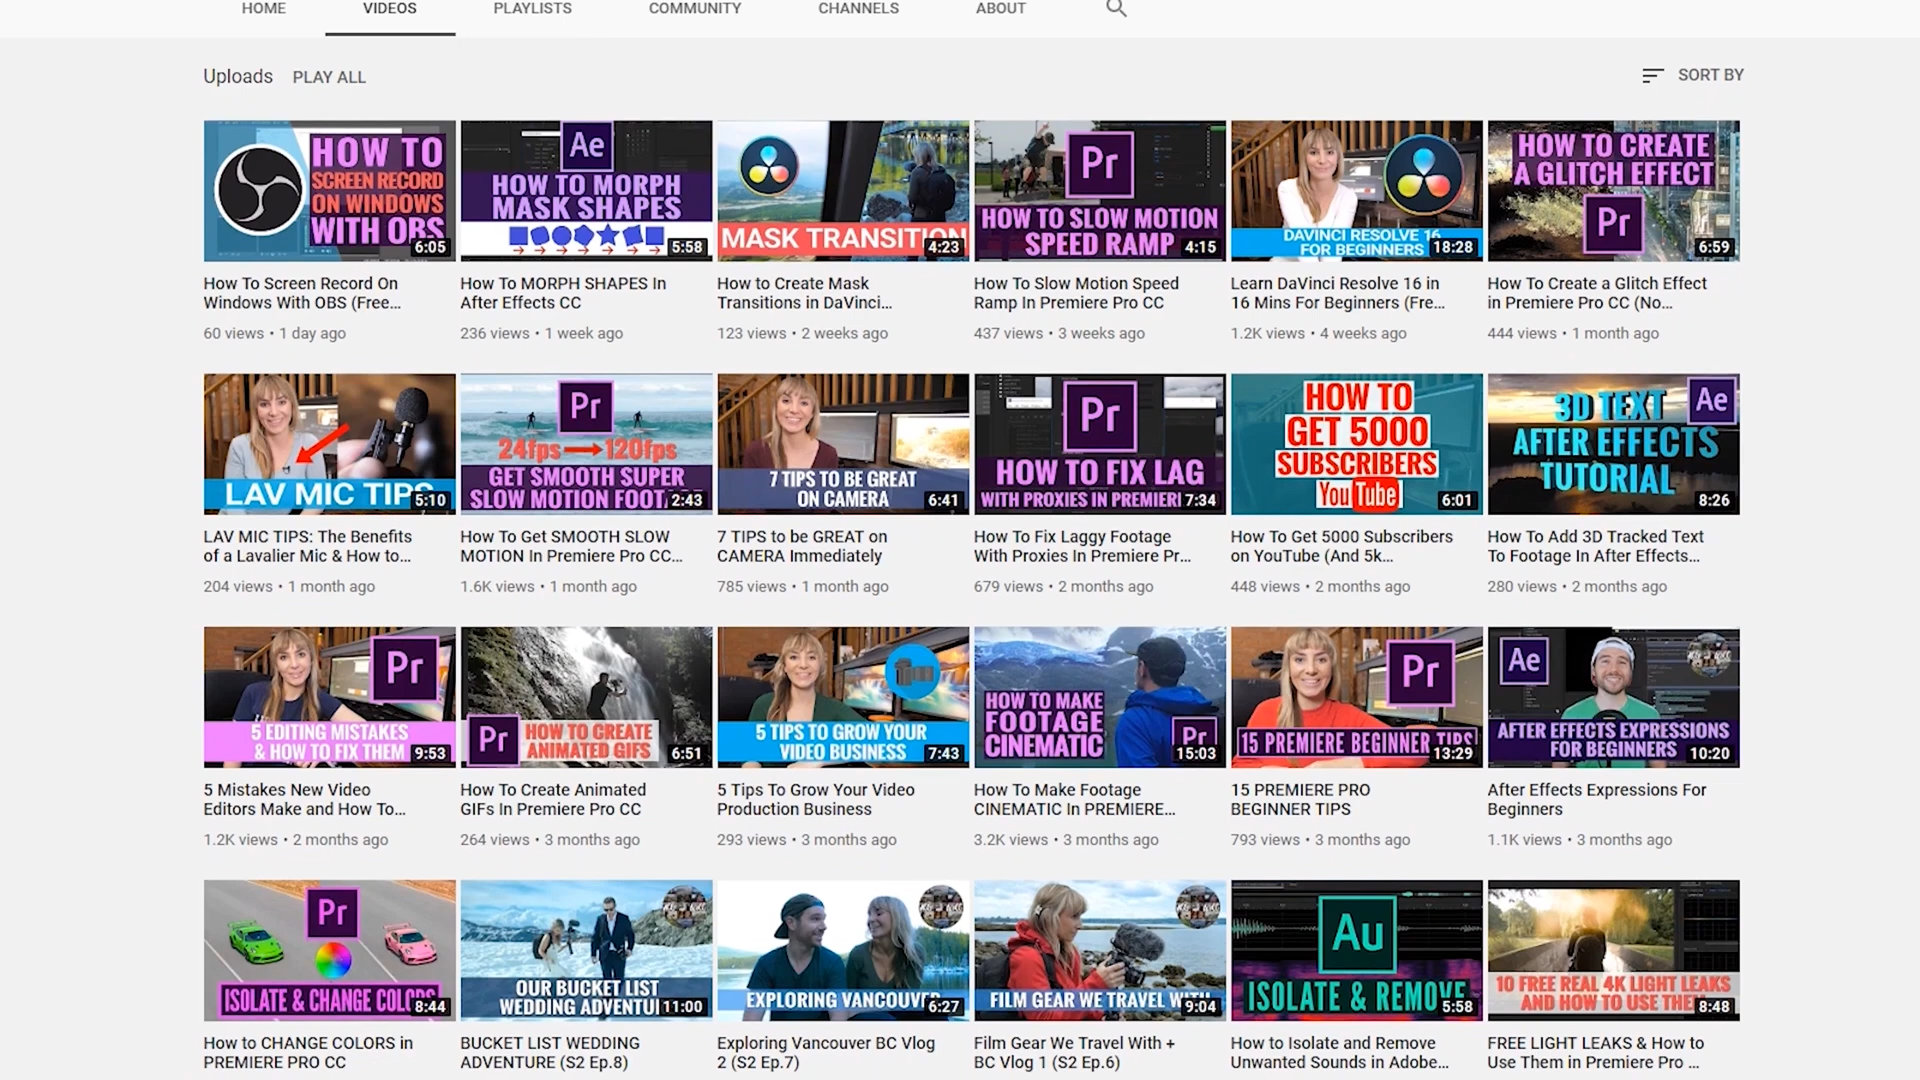 HOME VIDEOS PLAYLISTS COMMUNITY CHANNELS ABOUT
Uploads PLAY ALL SORT BY
HOW TO
SCREEN RECORD
ON WINDOWS
WITH OBS
6:05
Ae
HOW TO MORPH
MASK SHAPES
5:58
MASK TRANSITION
4:23
Pr
HOW TO SLOW MOTION
SPEED RAMP
4:15
DAVINCI RESOLVE 16
FOR BEGINNERS
18:28
HOW TO CREATE
A GLITCH EFFECT
Pr
6:59
How To Screen Record On
Windows With OBS (Free...
60 views • 1 day ago
How To MORPH SHAPES In
After Effects CC
236 views • 1 week ago
How to Create Mask
Transitions in DaVinci...
123 views • 2 weeks ago
How To Slow Motion Speed
Ramp In Premiere Pro CC
437 views • 3 weeks ago
Learn DaVinci Resolve 16 in
16 Mins For Beginners (Fre...
1.2K views • 4 weeks ago
How To Create a Glitch Effect
in Premiere Pro CC (No...
444 views • 1 month ago
LAV MIC TIPS
5:10
Pr
24fps 120fps
GET SMOOTH SUPER
SLOW MOTION FOOT
2:43
7 TIPS TO BE GREAT
ON CAMERA
6:41
Pr
HOW TO FIX LAG
WITH PROXIES IN PREMIERE
7:34
HOW TO
GET 5000
SUBSCRIBERS
YouTube
6:01
3D TEXT
Ae
AFTER EFFECTS
TUTORIAL
8:26
LAV MIC TIPS: The Benefits
of a Lavalier Mic & How to...
204 views • 1 month ago
How To Get SMOOTH SLOW
MOTION In Premiere Pro CC...
1.6K views • 1 month ago
7 TIPS to be GREAT on
CAMERA Immediately
785 views • 1 month ago
How To Fix Laggy Footage
With Proxies In Premiere Pr...
679 views • 2 months ago
How To Get 5000 Subscribers
on YouTube (And 5k...
448 views • 2 months ago
How To Add 3D Tracked Text
To Footage In After Effects...
280 views • 2 months ago
Pr
5 EDITING MISTAKES
& HOW TO FIX THEM
9:53
Pr
HOW TO CREATE
ANIMATED GIFS
6:51
5 TIPS TO GROW YOUR
VIDEO BUSINESS
7:43
HOW TO MAKE
FOOTAGE
CINEMATIC
Pr
15:03
Pr
15 PREMIERE BEGINNER TIPS
13:29
Ae
AFTER EFFECTS EXPRESSIONS
FOR BEGINNERS
10:20
5 Mistakes New Video
Editors Make and How To...
1.2K views • 2 months ago
How To Create Animated
GIFs In Premiere Pro CC
264 views • 3 months ago
5 Tips To Grow Your Video
Production Business
293 views • 3 months ago
How To Make Footage
CINEMATIC In PREMIERE...
3.2K views • 3 months ago
15 PREMIERE PRO
BEGINNER TIPS
793 views • 3 months ago
After Effects Expressions For
Beginners
1.1K views • 3 months ago
Pr
ISOLATE & CHANGE COLORS
8:44
OUR BUCKET LIST
WEDDING ADVENTU
11:00
EXPLORING VANCOUVER
6:27
FILM GEAR WE TRAVEL WITH
9:04
Au
ISOLATE & REMOVE
5:58
10 FREE REAL 4K LIGHT LEAKS
AND HOW TO USE THEM
8:48
How to CHANGE COLORS in
PREMIERE PRO CC
BUCKET LIST WEDDING
ADVENTURE (S2 Ep.8)
Exploring Vancouver BC Vlog
2 (S2 Ep.7)
Film Gear We Travel With +
BC Vlog 1 (S2 Ep.6)
How to Isolate and Remove
Unwanted Sounds in Adobe...
FREE LIGHT LEAKS & How to
Use Them in Premiere Pro ...